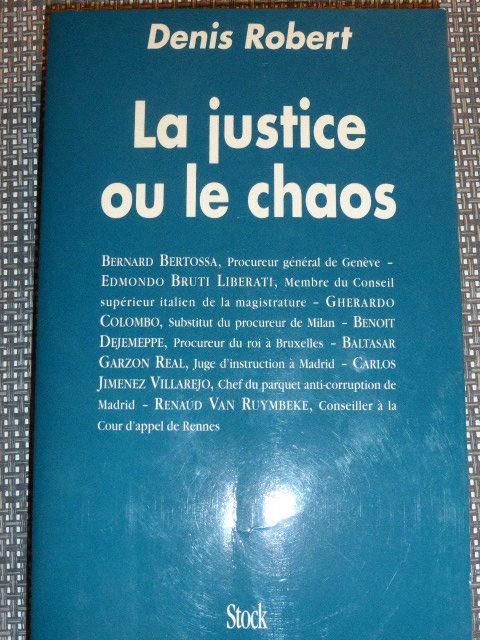 Denis Robert
La justice
ou le chaos
BERNARD BERTOSSA, Procureur général de Genève –
EDMONDO BRUTI LIBERATI, Membre du Conseil
supérieur italien de la magistrature – GHERARDO
COLOMBO, Substitut du procureur de Milan – BENOIT
DEJEMEPPE, Procureur du roi à Bruxelles – BALTASAR
GARZON REAL, Juge d'instruction à Madrid – CARLOS
JIMENEZ VILLAREJO, Chef du parquet anti-corruption de
Madrid – RENAUD VAN RUYMBEKE, Conseiller à la
Cour d'appel de Rennes
Stock